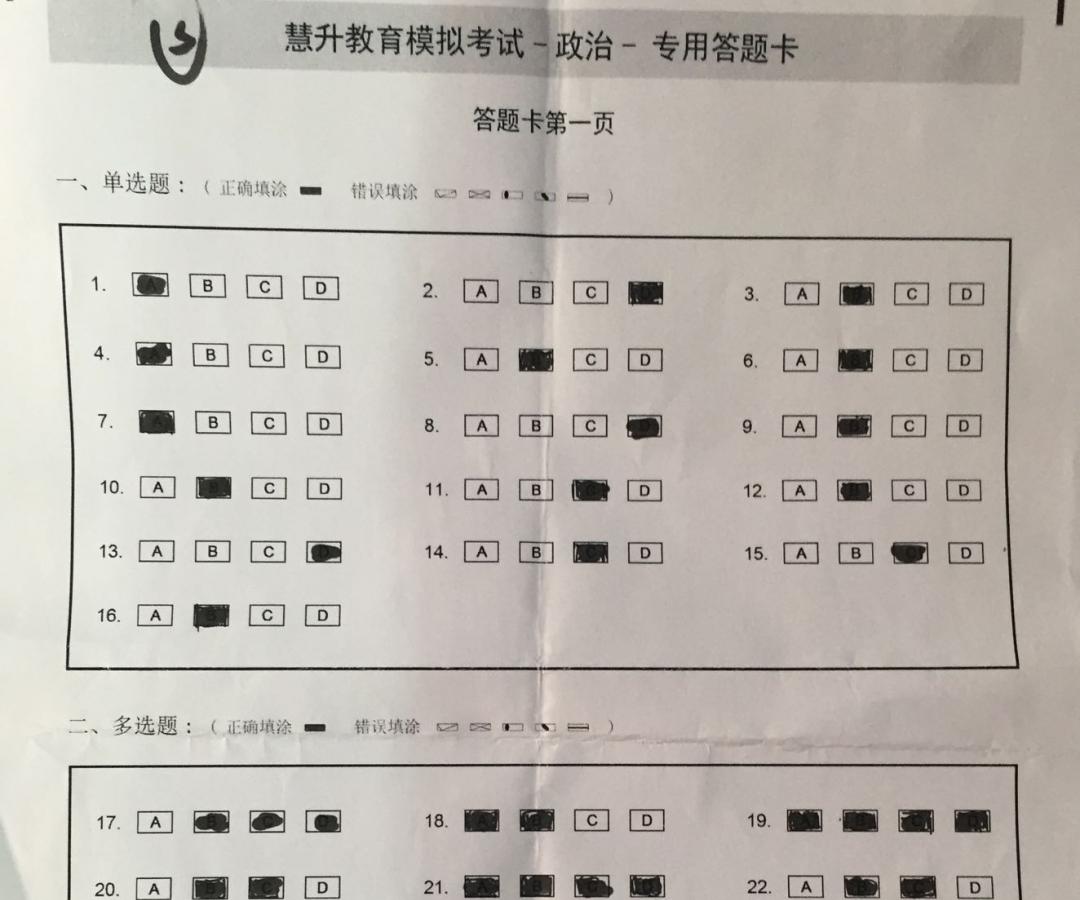 慧升教育模拟考试－政治－ 专用答题卡
答题卡第一页
一、单选题：（ 正确填涂 错误填涂 ）
1. A B C D 2. A B C D 3. A B C D
4. A B C D 5. A B C D 6. A B C D
7. A B C D 8. A B C D 9. A B C D
10. A B C D 11. A B C D 12. A B C D
13. A B C D 14. A B C D 15. A B C D
16. A B C D
二、多选题：（ 正确填涂 错误填涂 ）
17. A B C D 18. A B C D 19. A B C D
20. A B C D 21. A B C D 22. A B C D